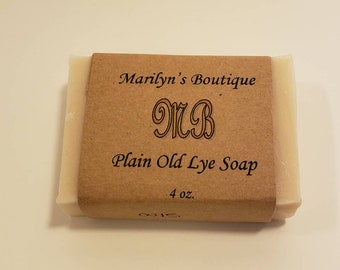 Marilyn's Boutique
MB
Plain Old Lye Soap
4 oz.